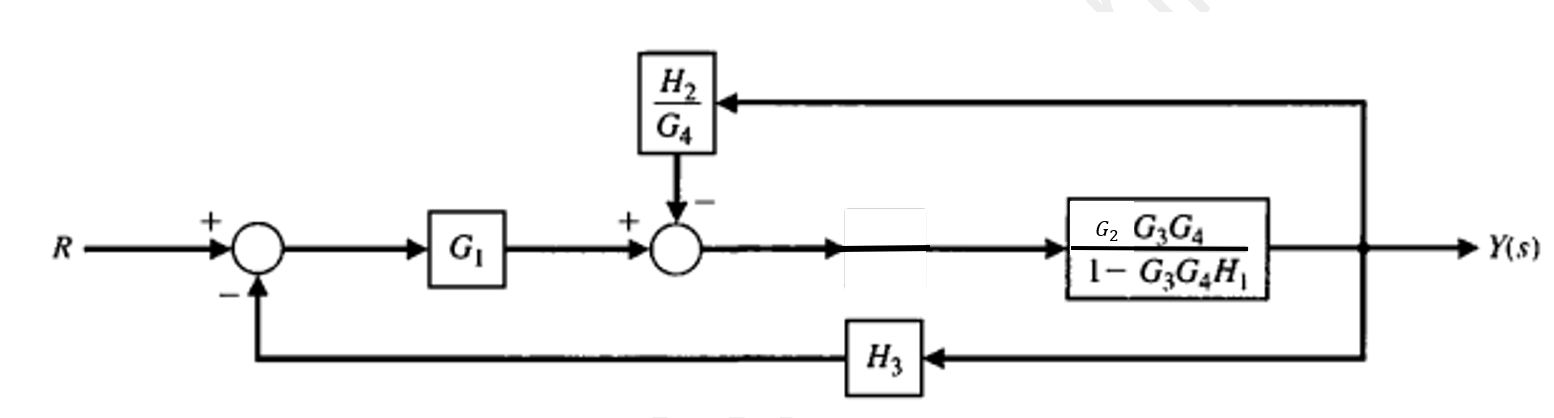 H₂
G₄
−
+
+
R
G₁
G₂ G₃G₄
1− G₃G₄H₁
Y(s)
−
H₃